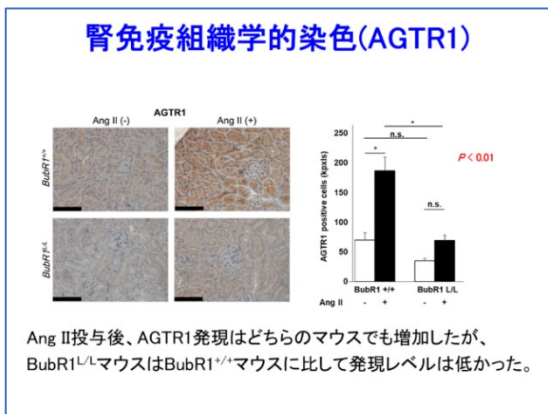 腎免疫組織学的染色(AGTR1)
AGTR1
Ang II (-)
Ang II (+)
BubR1+/+
BubR1L/L
AGTR1 positive cells (kpxls)
250
200
150
100
50
0
*
n.s.
*
n.s.
P < 0.01
BubR1 +/+
BubR1 L/L
Ang II
-
+
-
+
Ang II投与後、AGTR1発現はどちらのマウスでも増加したが、
BubR1L/LマウスはBubR1+/+マウスに比して発現レベルは低かった。